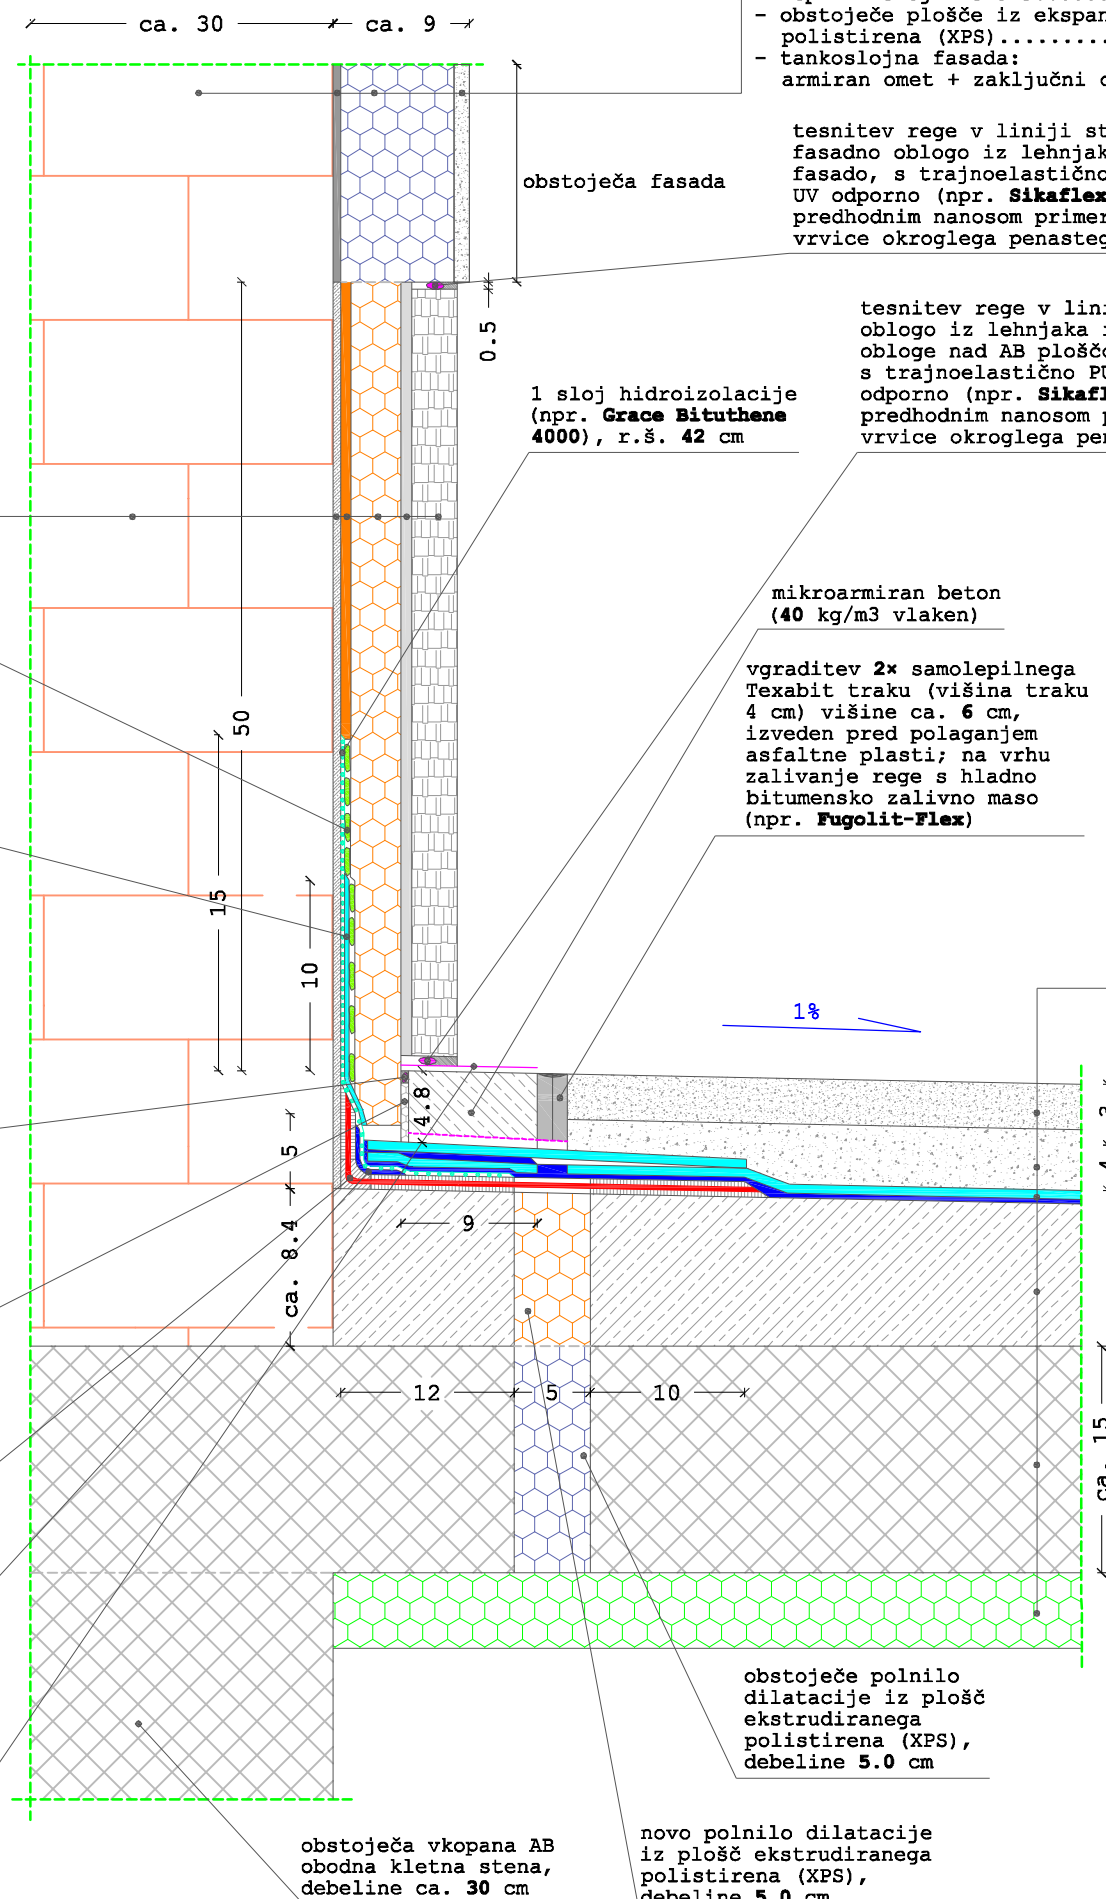 ca. 30
ca. 9
– obstoječe plošče iz ekspan
polistirena (XPS)........
– tankoslojna fasada:
armiran omet + zaključni
tesnitev rege v liniji st
fasadno oblogo iz lehnjak
fasado, s trajnoelastično
UV odporno (npr. Sikaflex
predhodnim nanosom primer
vrvice okroglega penasteg
obstoječa fasada
0.5
tesnitev rege v lini
oblogo iz lehnjaka
obloge nad AB plošč
s trajnoelastično PU
odporno (npr. Sikafl
predhodnim nanosom
vrvice okroglega pen
1 sloj hidroizolacije
(npr. Grace Bituthene
4000), r.š. 42 cm
mikroarmiran beton
(40 kg/m3 vlaken)
vgraditev 2× samolepilnega
Texabit traku (višina traku
4 cm) višine ca. 6 cm,
izveden pred polaganjem
asfaltne plasti; na vrhu
zalivanje rege s hladno
bitumensko zalivno maso
(npr. Fugolit-Flex)
50
15
10
1%
4.8
5
9
ca. 8.4
12
5
10
ca. 15
obstoječe polnilo
dilatacije iz plošč
ekstrudiranega
polistirena (XPS),
debeline 5.0 cm
obstoječa vkopana AB
obodna kletna stena,
debeline ca. 30 cm
novo polnilo dilatacije
iz plošč ekstrudiranega
polistirena (XPS),
debeline 5.0 cm